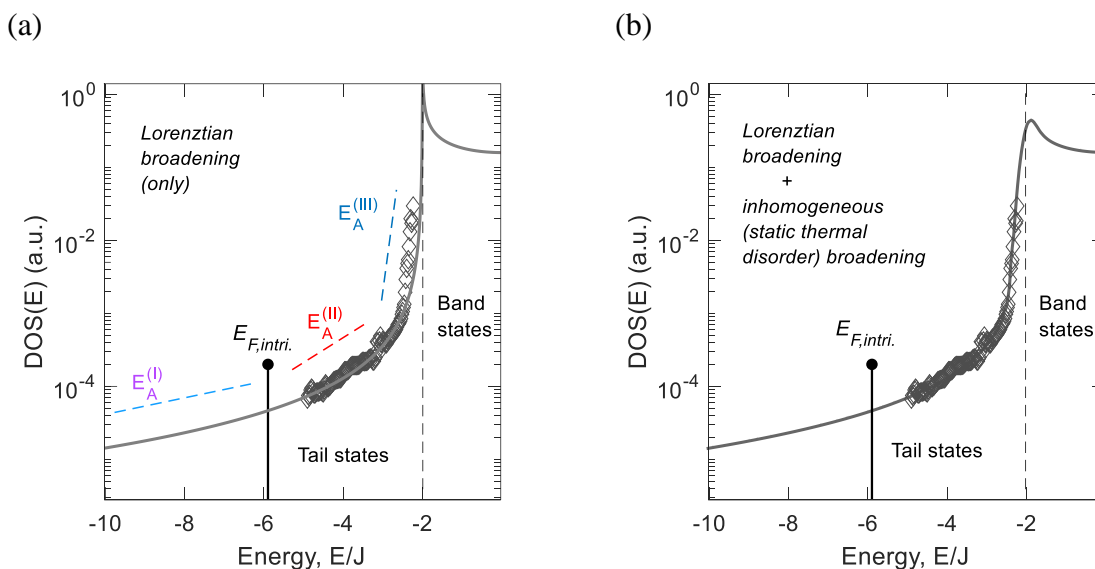 (a)
(b)
10^0
10^-2
10^-4
DOS(E) (a.u.)
Lorenztian
broadening
(only)
E_A^(III)
E_A^(II)
E_A^(I)
E_F,intri.
Band
states
Tail states
-10
-8
-6
-4
-2
Energy, E/J
10^0
10^-2
10^-4
DOS(E) (a.u.)
Lorenztian
broadening
+
inhomogeneous
(static thermal
disorder) broadening
E_F,intri.
Band
states
Tail states
-10
-8
-6
-4
-2
Energy, E/J